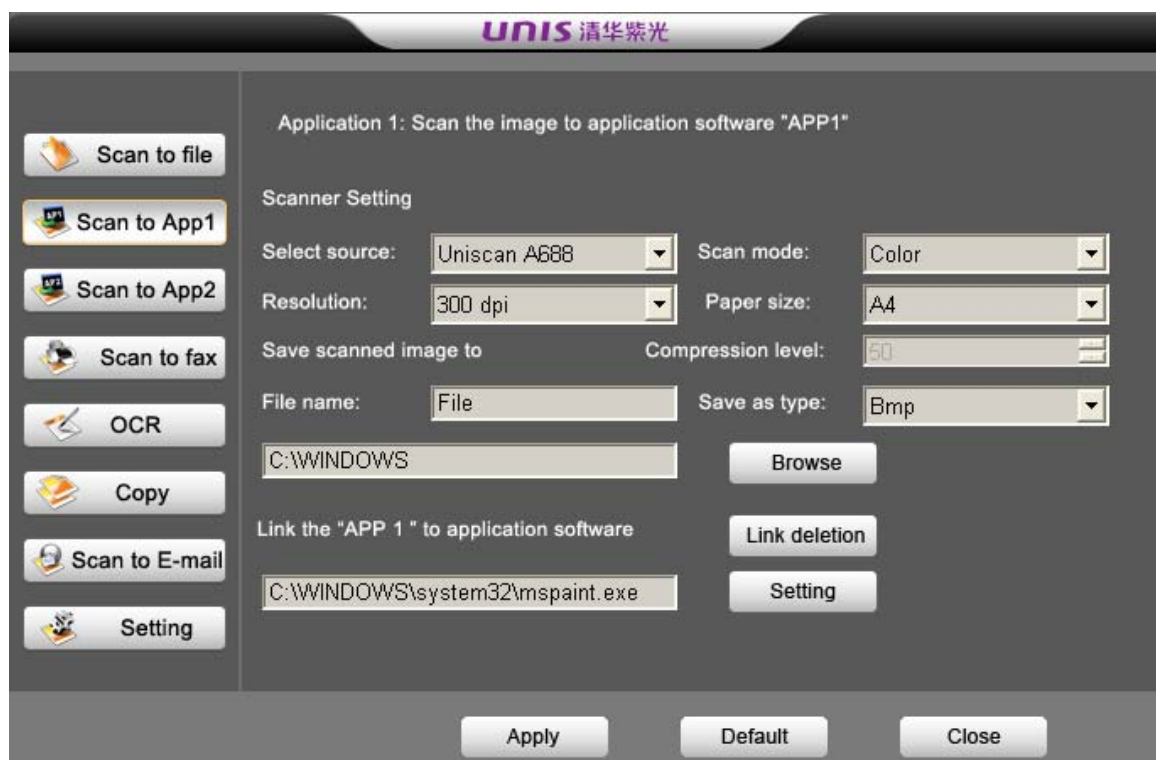 UNIS 清华紫光
Application 1: Scan the image to application software "APP1"
Scan to file
Scan to App1
Scan to App2
Scan to fax
OCR
Copy
Scan to E-mail
Setting
Scanner Setting
Select source: Uniscan A688 Scan mode: Color
Resolution: 300 dpi Paper size: A4
Save scanned image to Compression level: 50
File name: File Save as type: Bmp
C:\WINDOWS Browse
Link the "APP 1 " to application software Link deletion
C:\WINDOWS\system32\mspaint.exe Setting
Apply Default Close